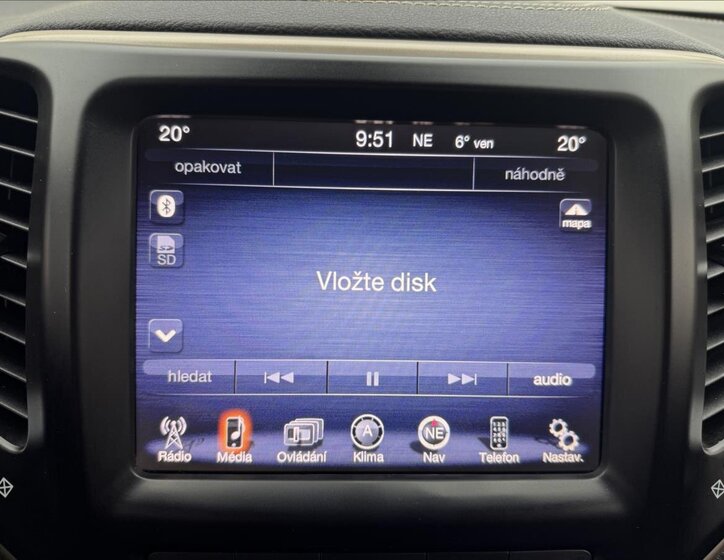 20° 9:51 NE 6° ven 20°
opakovat náhodně
mapa
SD
Vložte disk
hledat audio
A NE
Rádio Média Ovládání Klima Nav Telefon Nastav.